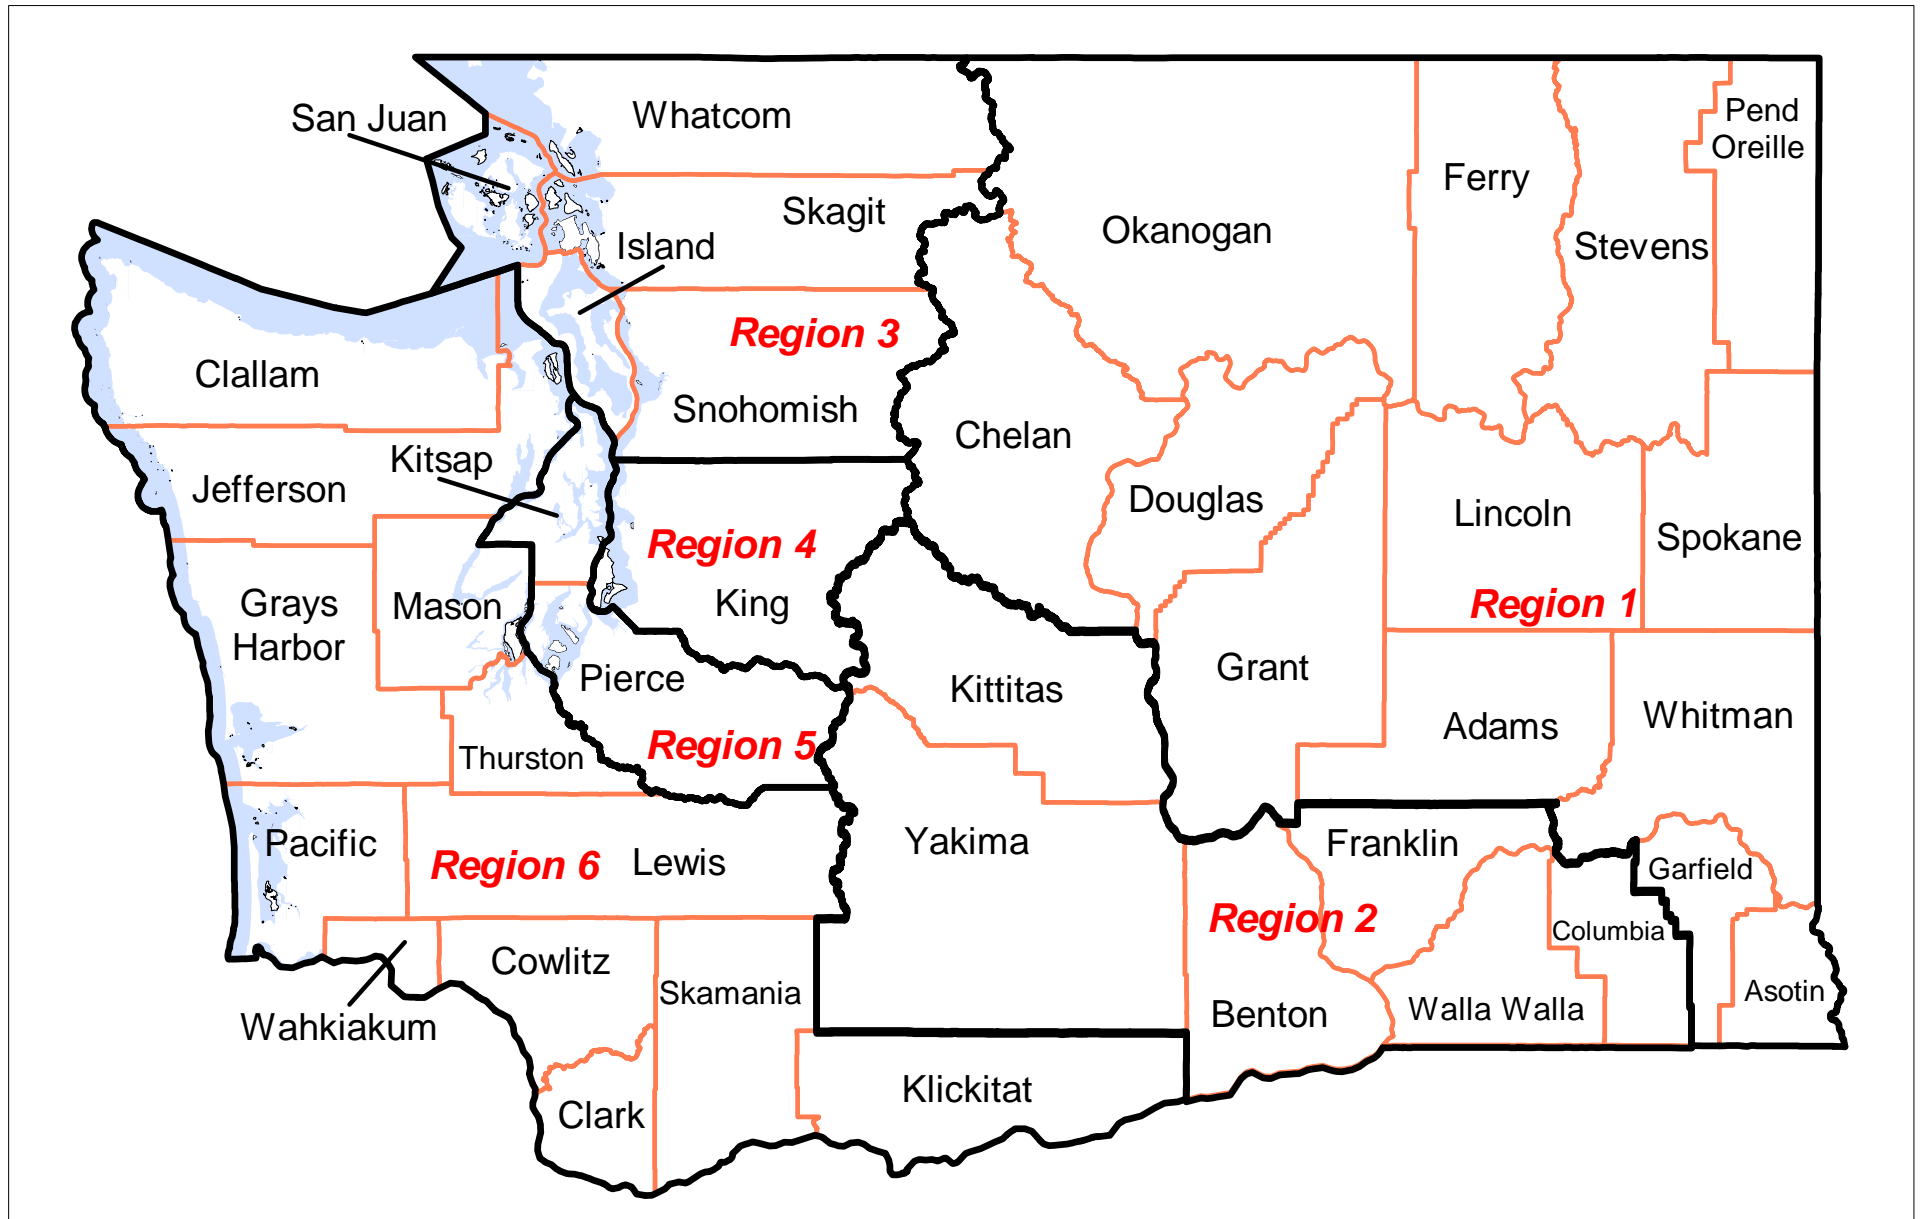 San Juan
Whatcom
Pend
Oreille
Ferry
Skagit
Okanogan
Island
Stevens
Region 3
Clallam
Snohomish
Chelan
Kitsap
Jefferson
Douglas
Lincoln
Spokane
Region 4
Grays
Harbor
Mason
King
Region 1
Pierce
Kittitas
Grant
Whitman
Adams
Thurston
Region 5
Pacific
Region 6
Lewis
Yakima
Franklin
Garfield
Region 2
Columbia
Cowlitz
Skamania
Asotin
Wahkiakum
Benton
Walla Walla
Clark
Klickitat